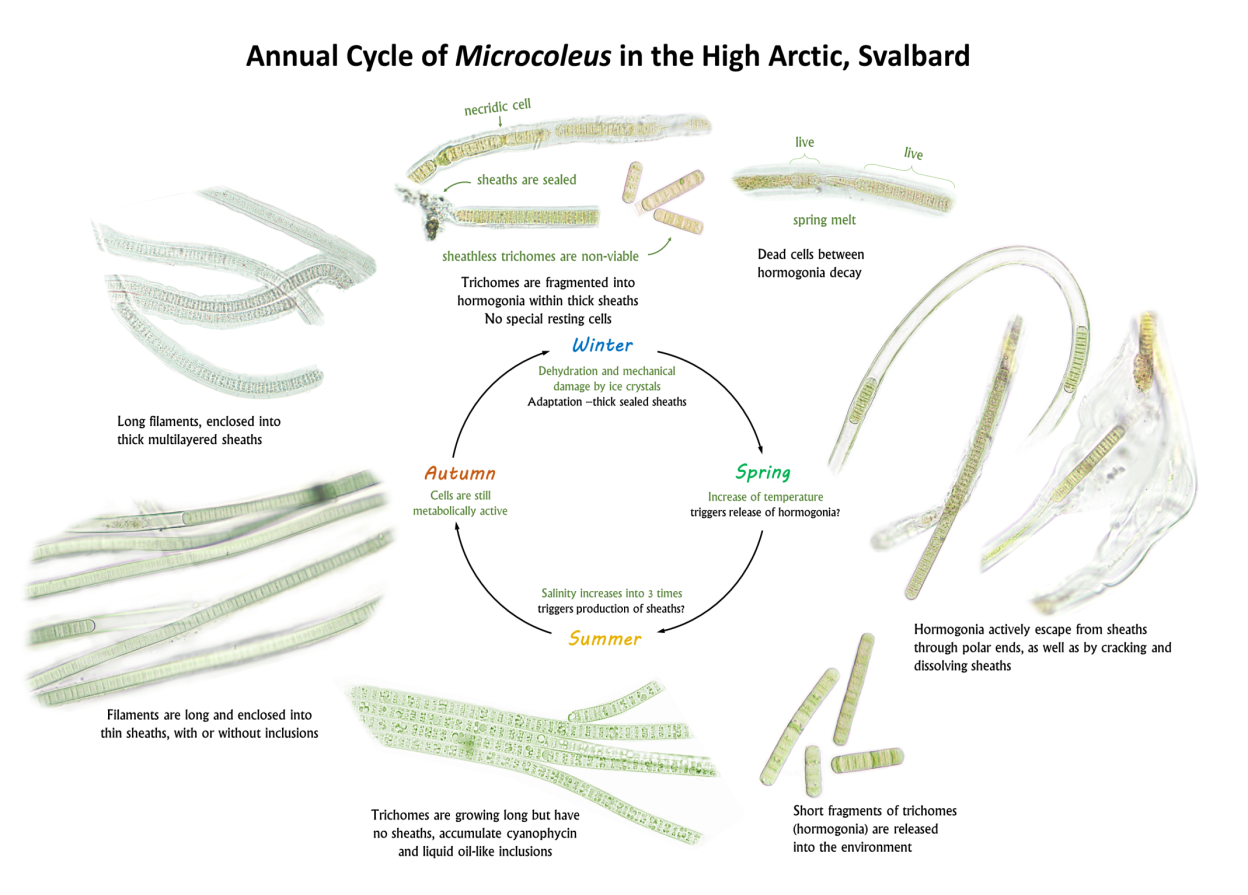 Annual Cycle of Microcoleus in the High Arctic, Svalbard
necridic cell
sheaths are sealed
sheathless trichomes are non-viable
Trichomes are fragmented into
hormogonia within thick sheaths
No special resting cells
live
live
spring melt
Dead cells between
hormogonia decay
Long filaments, enclosed into
thick multilayered sheaths
Winter
Dehydration and mechanical
damage by ice crystals
Adaptation –thick sealed sheaths
Autumn
Cells are still
metabolically active
Spring
Increase of temperature
triggers release of hormogonia?
Salinity increases into 3 times
triggers production of sheaths?
Summer
Hormogonia actively escape from sheaths
through polar ends, as well as by cracking and
dissolving sheaths
Filaments are long and enclosed into
thin sheaths, with or without inclusions
Trichomes are growing long but have
no sheaths, accumulate cyanophycin
and liquid oil-like inclusions
Short fragments of trichomes
(hormogonia) are released
into the environment